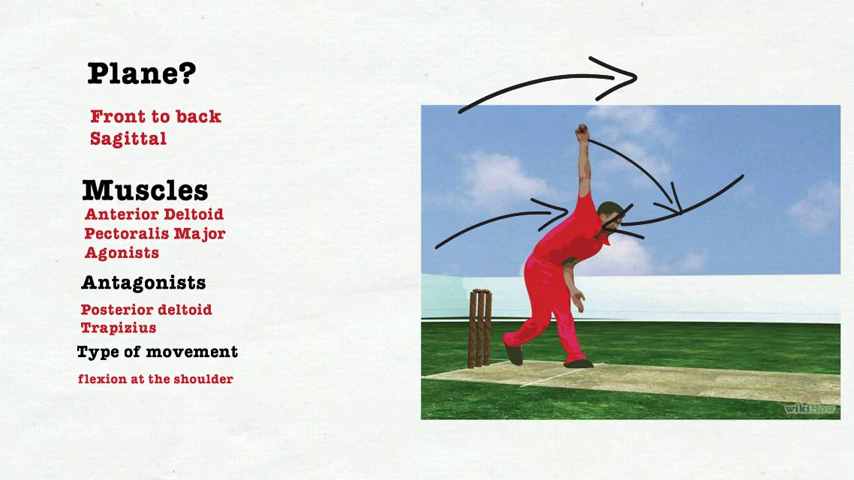 Plane?
Front to back
Sagittal
Muscles
Anterior Deltoid
Pectoralis Major
Agonists
Antagonists
Posterior deltoid
Trapizius
Type of movement
flexion at the shoulder
wikiHow